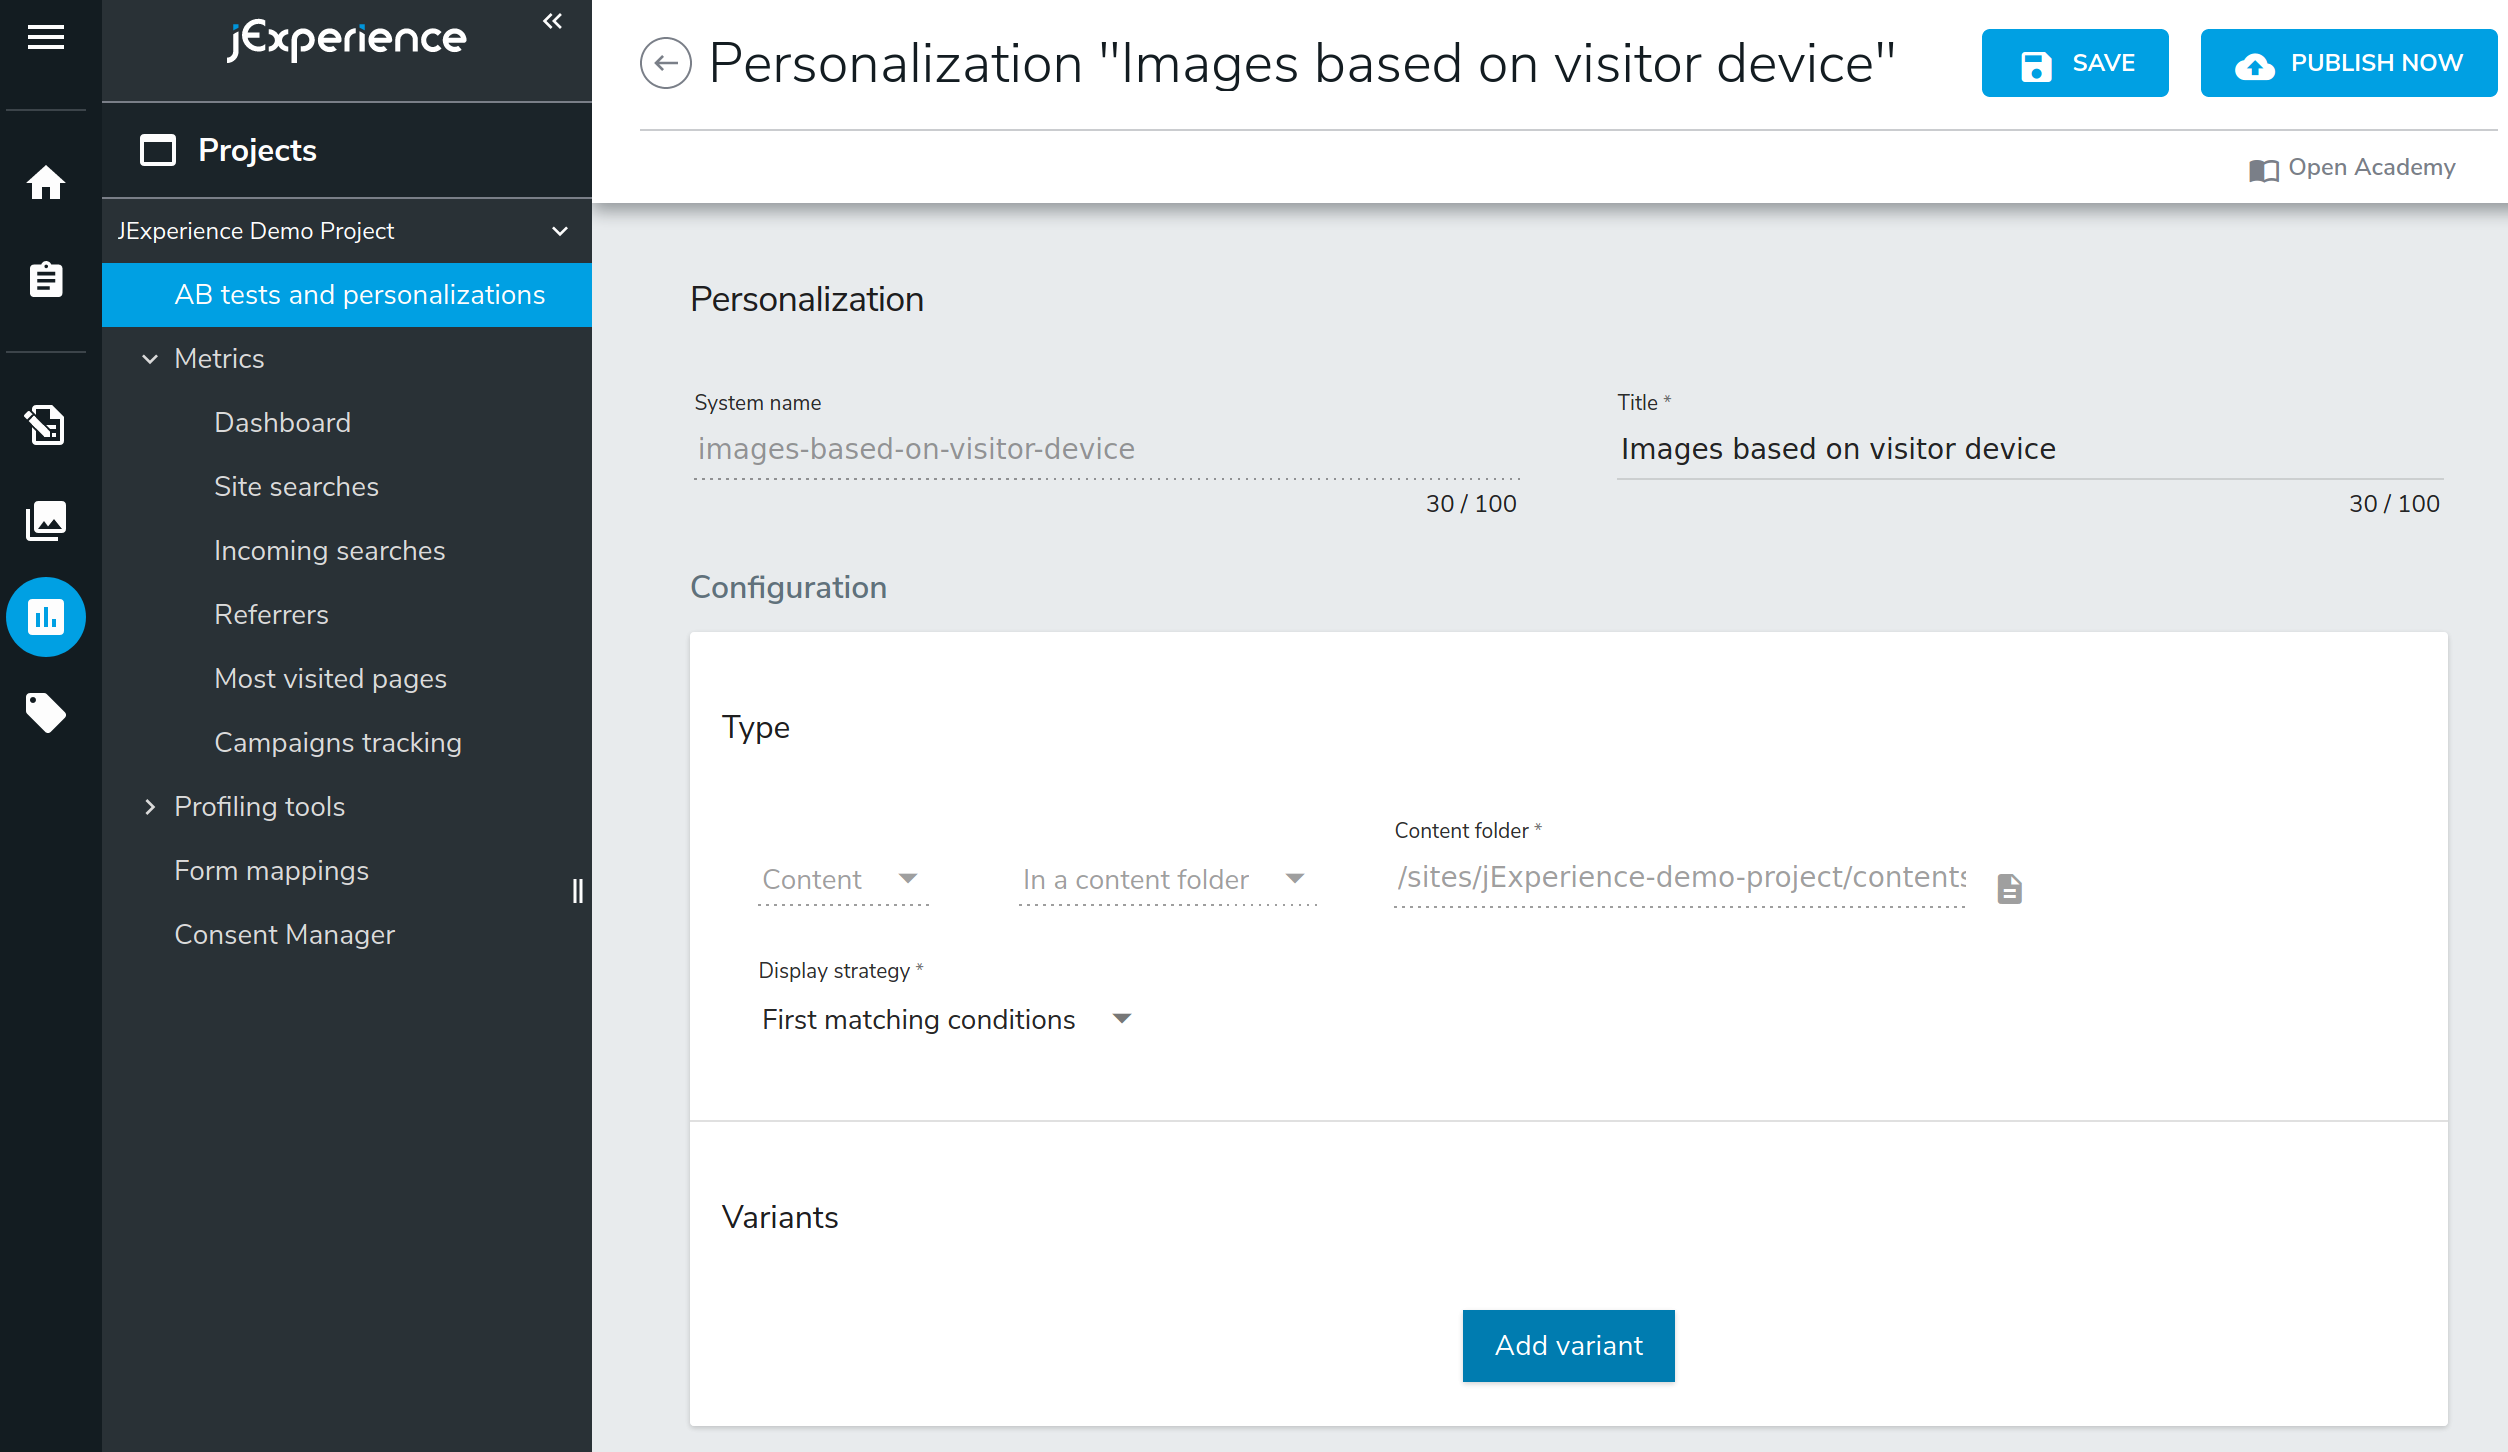 jExperience
Projects
JExperience Demo Project
AB tests and personalizations
Metrics
Dashboard
Site searches
Incoming searches
Referrers
Most visited pages
Campaigns tracking
Profiling tools
Form mappings
Consent Manager
Personalization "Images based on visitor device"
SAVE
PUBLISH NOW
Open Academy
Personalization
System name
images-based-on-visitor-device
30 / 100
Title *
Images based on visitor device
30 / 100
Configuration
Type
Content
In a content folder
Content folder *
/sites/jExperience-demo-project/contents
Display strategy *
First matching conditions
Variants
Add variant